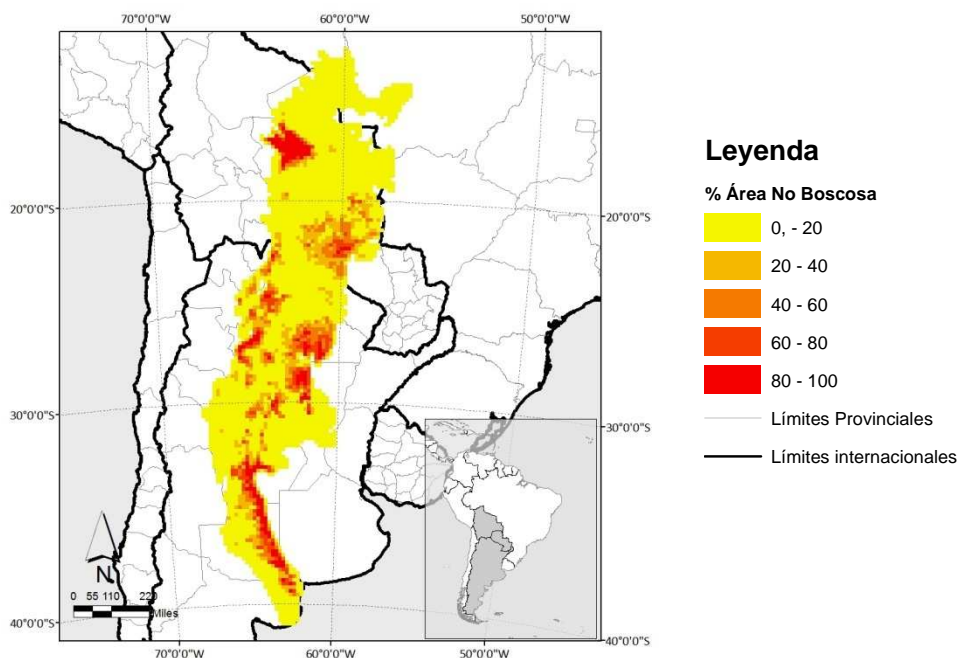 70°0'0"W 60°0'0"W 50°0'0"W
20°0'0"S 20°0'0"S
30°0'0"S 30°0'0"S
40°0'0"S 40°0'0"S
N
0 55 110 220
Miles
70°0'0"W 60°0'0"W 50°0'0"W
Leyenda
% Área No Boscosa
0, - 20
20 - 40
40 - 60
60 - 80
80 - 100
Límites Provinciales
Límites internacionales